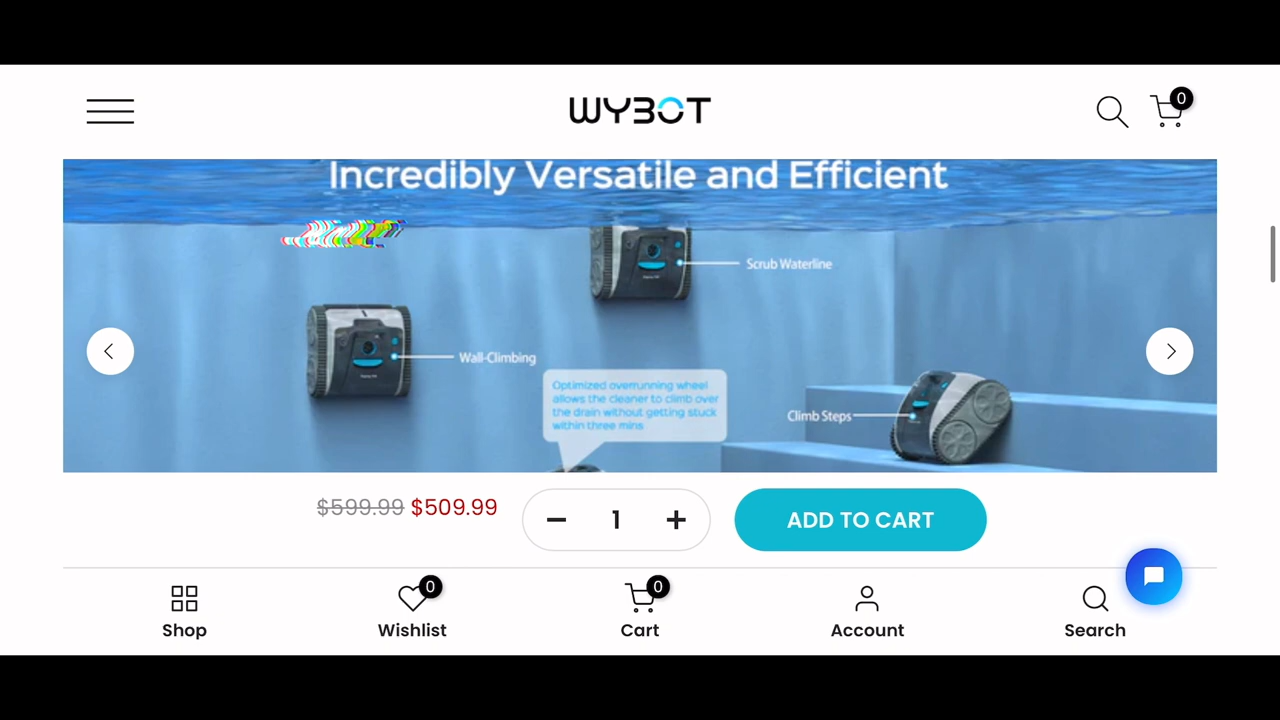 WYBOT
0
Incredibly Versatile and Efficient
Scrub Waterline
Wall-Climbing
Optimized overrunning wheel
allows the cleaner to climb over
the drain without getting stuck
within three mins
Climb Steps
$599.99 $509.99
1
ADD TO CART
Shop
0
Wishlist
0
Cart
Account
Search